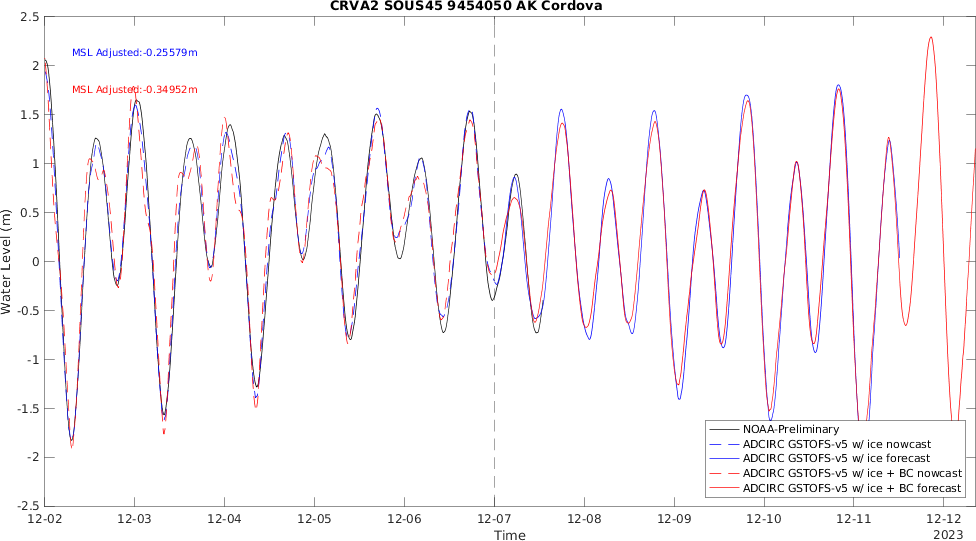 CRVA2 SOUS45 9454050 AK Cordova
MSL Adjusted:-0.25579m
MSL Adjusted:-0.34952m
Water Level (m)
2.5
2
1.5
1
0.5
0
-0.5
-1
-1.5
-2
-2.5
NOAA-Preliminary
ADCIRC GSTOFS-v5 w/ ice nowcast
ADCIRC GSTOFS-v5 w/ ice forecast
ADCIRC GSTOFS-v5 w/ ice + BC nowcast
ADCIRC GSTOFS-v5 w/ ice + BC forecast
12-02 12-03 12-04 12-05 12-06 12-07 12-08 12-09 12-10 12-11 12-12
Time
2023